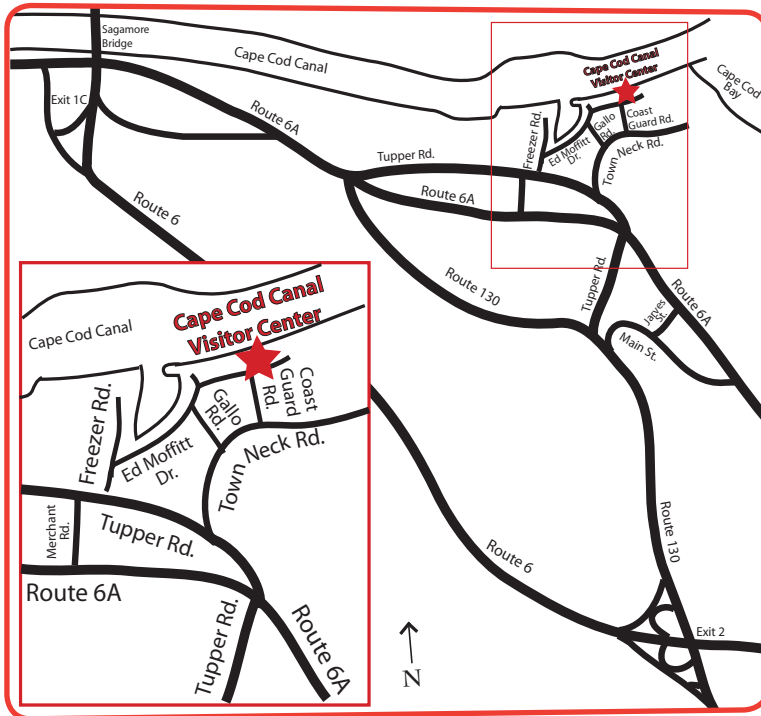 Sagamore
Bridge
Cape Cod Canal
Cape Cod Canal
Visitor Center
Cape Cod
Bay
Exit 1C
Route 6A
Freezer Rd.
Gallo
Rd.
Coast
Guard Rd.
Ed Moffitt
Dr.
Town Neck Rd.
Tupper Rd.
Route 6A
Route 6
Route 130
Tupper Rd.
Route 6A
Jarves
St.
Main St.
Route 6
Route 130
Exit 2
N
Cape Cod Canal
Cape Cod Canal
Visitor Center
Freezer Rd.
Gallo
Rd.
Coast
Guard
Rd.
Ed Moffitt
Dr.
Town Neck Rd.
Merchant
Rd.
Tupper Rd.
Route 6A
Tupper Rd.
Route 6A